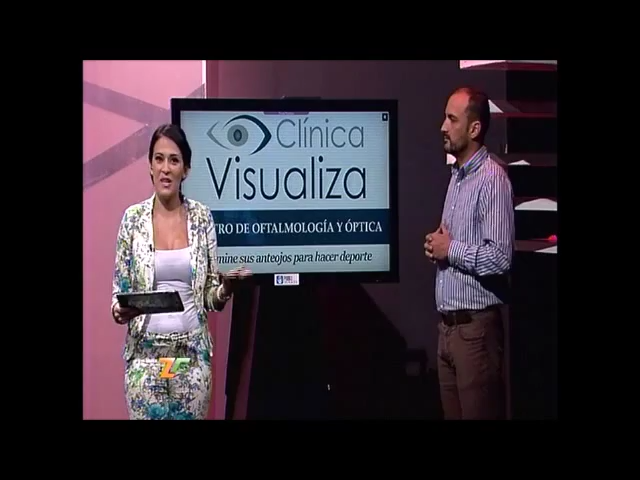 Clínica
Visualiza
TRO DE OFTALMOLOGÍA Y ÓPTICA
mine sus anteojos para hacer deporte